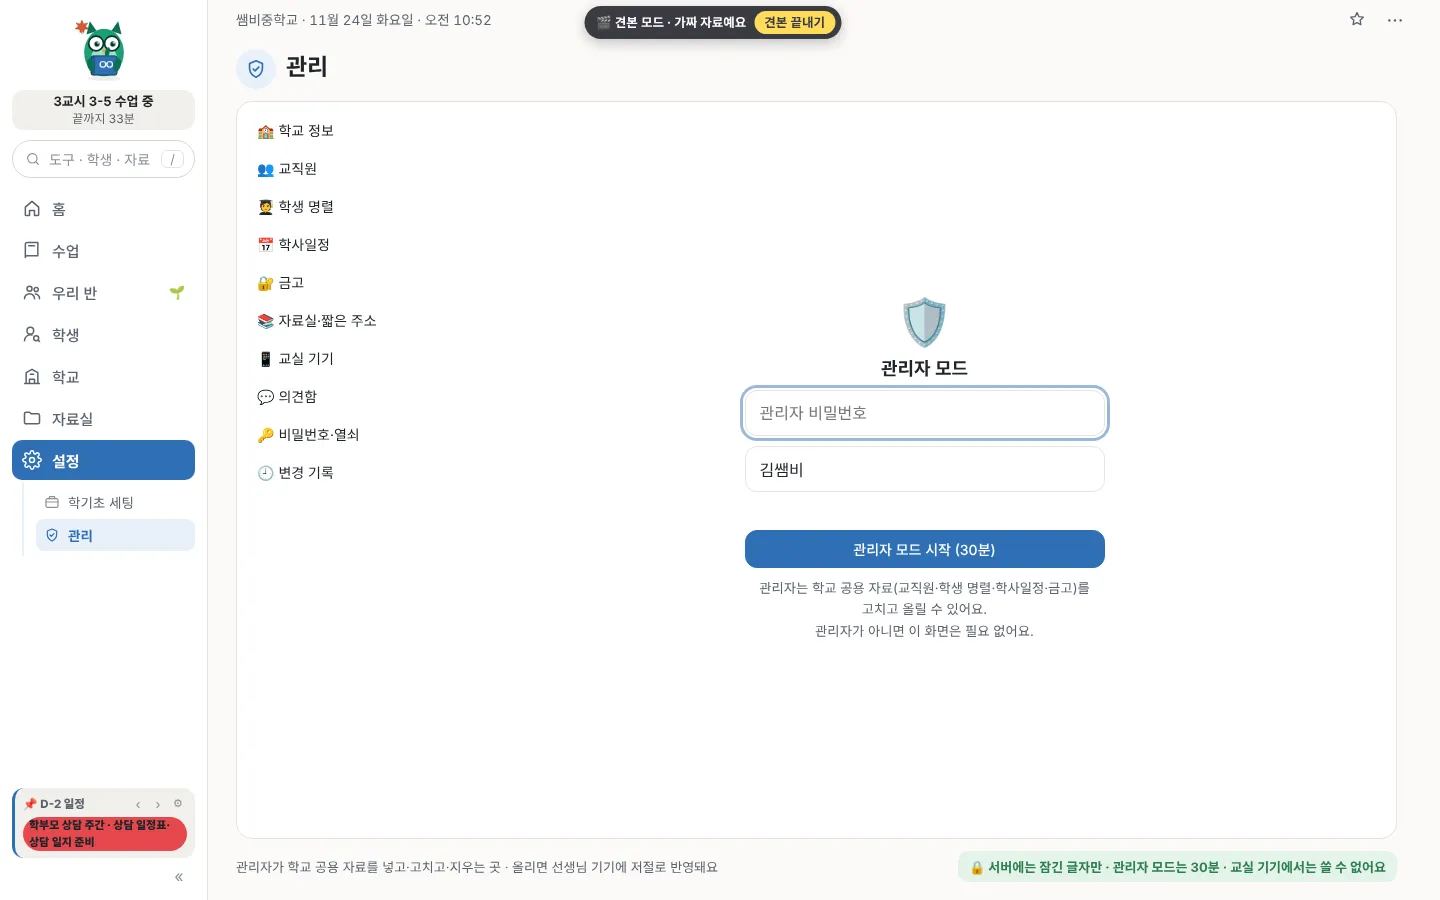 쌤비중학교 · 11월 24일 화요일 · 오전 10:52
🎬 견본 모드 · 가짜 자료예요
견본 끝내기
3교시 3-5 수업 중
끝까지 33분
도구 · 학생 · 자료 /
홈
수업
우리 반
학생
학교
자료실
설정
학기초 세팅
관리
📌 D-2 일정 ‹ ›
학부모 상담 주간 · 상담 일정표·
상담 일지 준비
«
관리
🏫 학교 정보
👥 교직원
🧑‍🎓 학생 명렬
📅 학사일정
🔐 금고
📚 자료실·짧은 주소
📱 교실 기기
💬 의견함
🔑 비밀번호·열쇠
🕘 변경 기록
관리자 모드
관리자 비밀번호
김쌤비
관리자 모드 시작 (30분)
관리자는 학교 공용 자료(교직원·학생 명렬·학사일정·금고)를
고치고 올릴 수 있어요.
관리자가 아니면 이 화면은 필요 없어요.
관리자가 학교 공용 자료를 넣고·고치고·지우는 곳 · 올리면 선생님 기기에 저절로 반영돼요
🔒 서버에는 잠긴 글자만 · 관리자 모드는 30분 · 교실 기기에서는 쓸 수 없어요